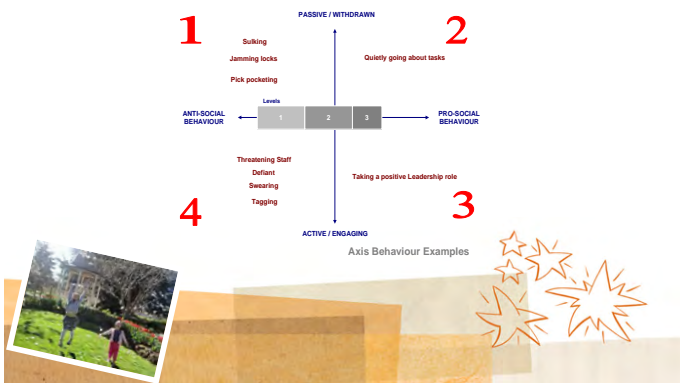 PASSIVE / WITHDRAWN
1
2
Sulking
Jamming locks
Quietly going about tasks
Pick pocketing
Levels
ANTI-SOCIAL
BEHAVIOUR
1
2
3
PRO-SOCIAL
BEHAVIOUR
Threatening Staff
Defiant
Taking a positive Leadership role
Swearing
Tagging
4
3
ACTIVE / ENGAGING
Axis Behaviour Examples